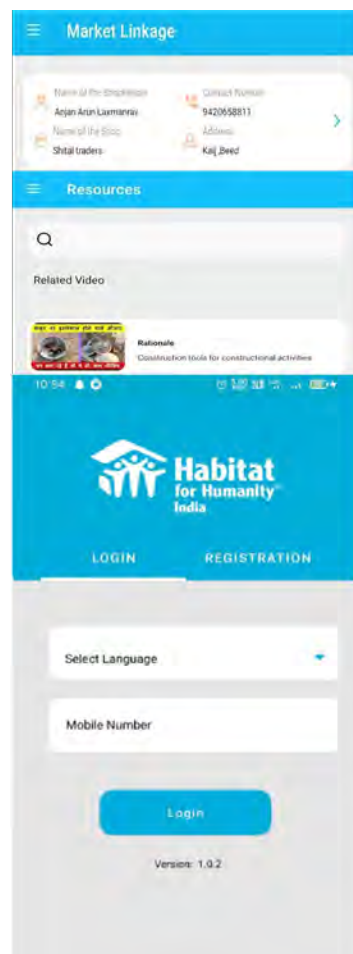 Market Linkage
Name of the Shopkeeper Contact Number
Anjan Arun Laxmanrav 9420658811
Name of the Shop Address
Shital traders Kaij ,Beed
Resources
Related Video
Rationale
Construction tools for constructional activities
10:54
Habitat
for Humanity®
India
LOGIN REGISTRATION
Select Language
Mobile Number
Login
Version: 1.0.2